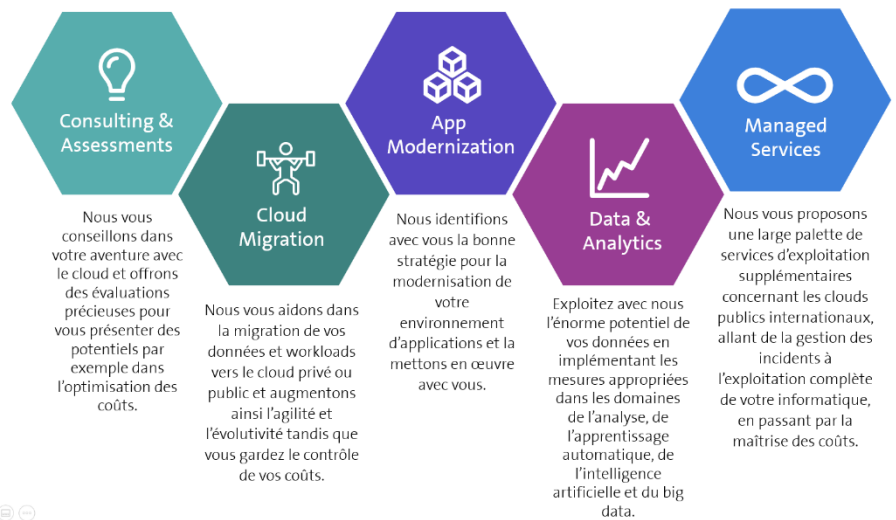 Consulting &
Assessments
Nous vous
conseillons dans
votre aventure avec
le cloud et offrons
des évaluations
précieuses pour
vous présenter des
potentiels par
exemple dans
l’optimisation des
coûts.
Cloud
Migration
Nous vous aidons dans
la migration de vos
données et workloads
vers le cloud privé ou
public et augmentons
ainsi l’agilité et
l’évolutivité tandis que
vous gardez le contrôle
de vos coûts.
App
Modernization
Nous identifions
avec vous la bonne
stratégie pour la
modernisation de
votre
environnement
d’applications et la
mettons en œuvre
avec vous.
Data &
Analytics
Exploitez avec nous
l’énorme potentiel de
vos données en
implémentant les
mesures appropriées
dans les domaines
de l’analyse, de
l’apprentissage
automatique, de
l’intelligence
artificielle et du big
data.
Managed
Services
Nous vous proposons
une large palette de
services d’exploitation
supplémentaires
concernant les clouds
publics internationaux,
allant de la gestion des
incidents à
l’exploitation complète
de votre informatique,
en passant par la
maîtrise des coûts.